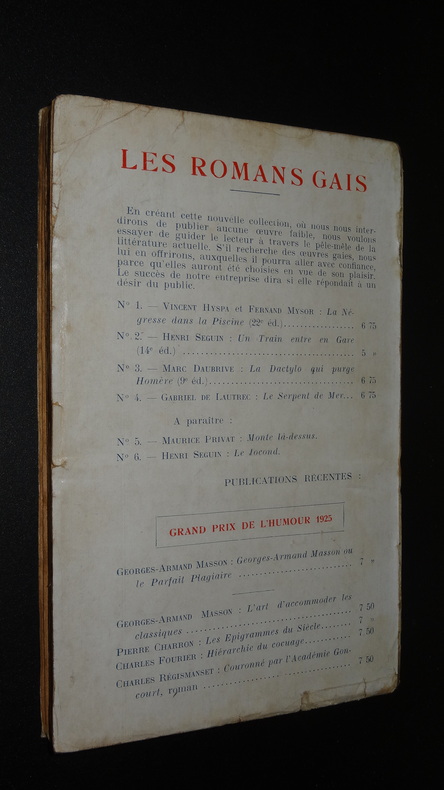 LES ROMANS GAIS
En créant cette nouvelle collection, où nous nous inter-
dirons de publier aucune œuvre faible, nous voulons
essayer de guider le lecteur à travers le pêle-mêle de la
littérature actuelle. S'il recherche des œuvres gaies, nous
lui en offrirons, auxquelles il pourra aller avec confiance,
parce qu'elles auront été choisies en vue de son plaisir.
Le succès de notre entreprise dira si elle répondait à un
désir du public.
N° 1. — VINCENT HYSPA et FERNAND MYSOR : La Né-
gresse dans la Piscine (22e éd.)................ 6 75
N° 2. — HENRI SEGUIN : Un Train entre en Gare
(14e éd.) ................................ 5 »
N° 3. — MARC DAUBRIVE : La Dactylo qui purge
Homère (9e éd.)............................ 6 75
N° 4. — GABRIEL DE LAUTREC : Le Serpent de Mer... 6 75
A paraître :
N° 5. — MAURICE PRIVAT : Monte là-dessus.
N° 6. — HENRI SEGUIN : Le Jocond.
PUBLICATIONS RECENTES :
GRAND PRIX DE L'HUMOUR 1925
GEORGES-ARMAND MASSON : Georges-Armand Masson ou
le Parfait Plagiaire .................... 7 »
GEORGES-ARMAND MASSON : L'art d'accommoder les
classiques ............................ 7 50
PIERRE CHARRON : Les Epigrammes du Siècle....... 7 »
CHARLES FOURIER : Hiérarchie du cocuage.......... 7 50
CHARLES RÉGISMANSET : Couronné par l'Académie Gon-
court, roman .......................... 7 50